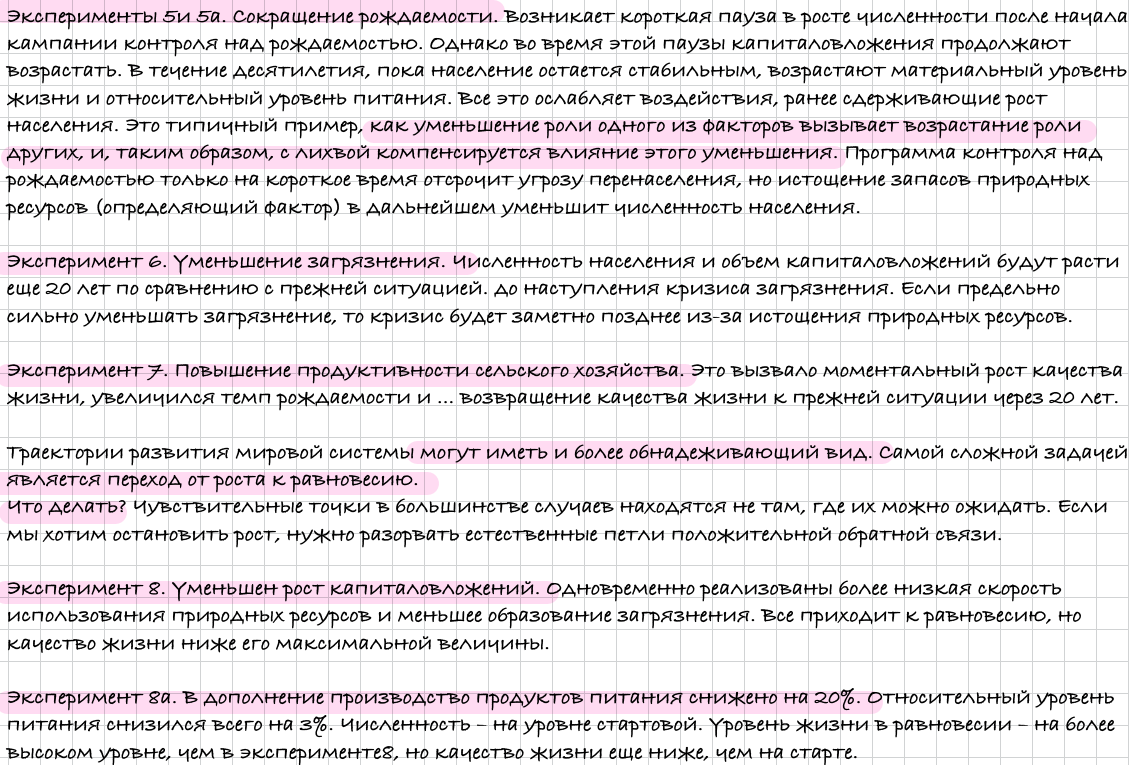 Эксперименты 5и 5а. Сокращение рождаемости. Возникает короткая пауза в росте численности после начала
кампании контроля над рождаемостью. Однако во время этой паузы капиталовложения продолжают
возрастать. В течение десятилетия, пока население остается стабильным, возрастают материальный уровень
жизни и относительный уровень питания. Все это ослабляет воздействия, ранее сдерживающие рост
населения. Это типичный пример, как уменьшение роли одного из факторов вызывает возрастание роли
других, и, таким образом, с лихвой компенсируется влияние этого уменьшения. Программа контроля над
рождаемостью только на короткое время отсрочит угрозу перенаселения, но истощение запасов природных
ресурсов (определяющий фактор) в дальнейшем уменьшит численность населения.
Эксперимент 6. Уменьшение загрязнения. Численность населения и объем капиталовложений будут расти
еще 20 лет по сравнению с прежней ситуацией. до наступления кризиса загрязнения. Если предельно
сильно уменьшать загрязнение, то кризис будет заметно позднее из-за истощения природных ресурсов.
Эксперимент 7. Повышение продуктивности сельского хозяйства. Это вызвало моментальный рост качества
жизни, увеличился темп рождаемости и ... возвращение качества жизни к прежней ситуации через 20 лет.
Траектории развития мировой системы могут иметь и более обнадеживающий вид. Самой сложной задачей
является переход от роста к равновесию.
Что делать? Чувствительные точки в большинстве случаев находятся не там, где их можно ожидать. Если
мы хотим остановить рост, нужно разорвать естественные петли положительной обратной связи.
Эксперимент 8. Уменьшен рост капиталовложений. Одновременно реализованы более низкая скорость
использования природных ресурсов и меньшее образование загрязнения. Все приходит к равновесию, но
качество жизни ниже его максимальной величины.
Эксперимент 8а. В дополнение производство продуктов питания снижено на 20%. Относительный уровень
питания снизился всего на 3%. Численность – на уровне стартовой. Уровень жизни в равновесии – на более
высоком уровне, чем в эксперименте8, но качество жизни еще ниже, чем на старте.